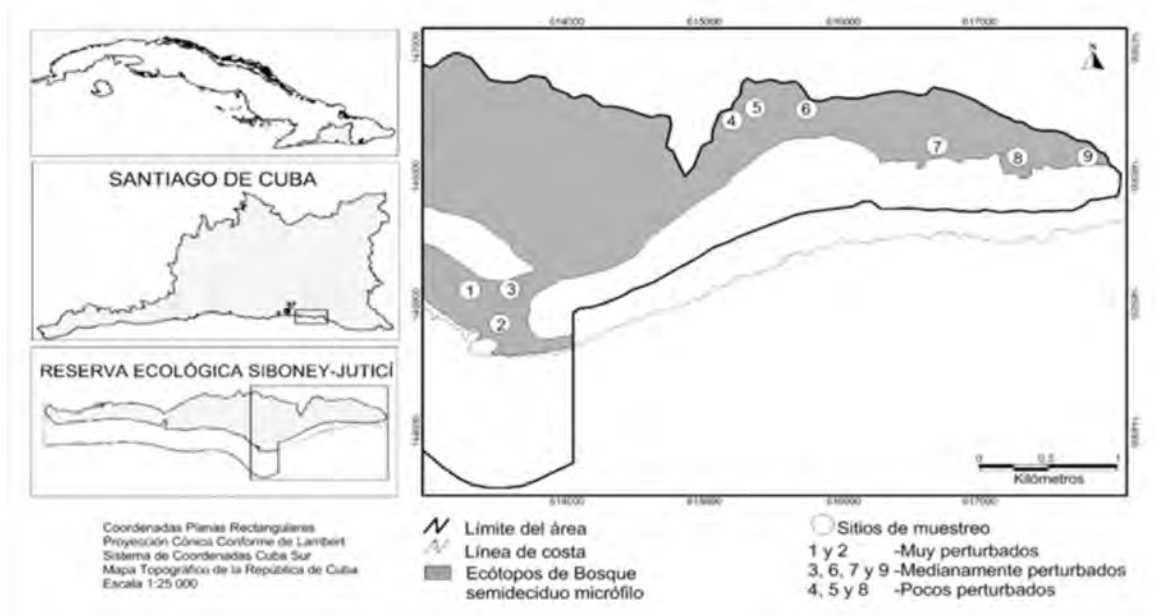 SANTIAGO DE CUBA
RESERVA ECOLÓGICA SIBONEY-JUTICÍ
Coordenadas Planas Rectangulares
Proyección Cónica Conforme de Lambert
Sistema de Coordenadas Cuba Sur
Mapa Topográfico de la República de Cuba
Escala 1:25 000
614000 615000 616000 617000
N
4 5 6
7 8 9
1 3
2
0 0,5 1
Kilómetros
614000 615000 616000 617000
Límite del área
Línea de costa
Ecótopos de Bosque
semideciduo micrófilo
Sitios de muestreo
1 y 2 -Muy perturbados
3, 6, 7 y 9 -Medianamente perturbados
4, 5 y 8 -Pocos perturbados